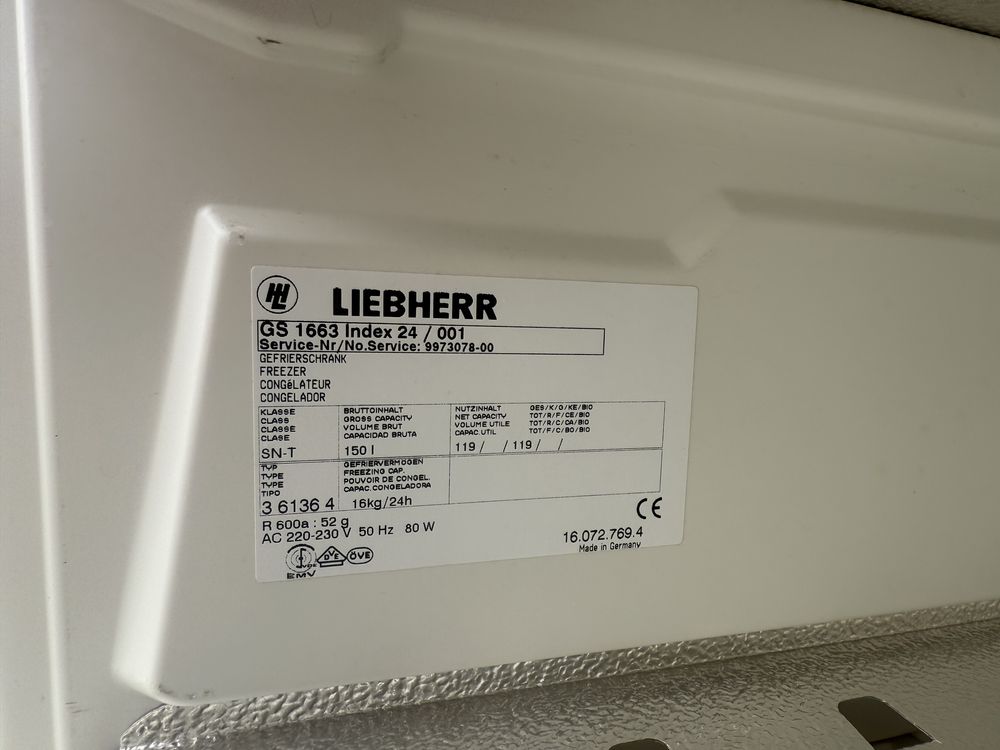 LIEBHERR
GS 1663 Index 24 / 001
Service-Nr/No.Service: 9973078-00
GEFRIERSCHRANK
FREEZER
CONGéLATEUR
CONGELADOR
KLASSE BRUTTOINHALT NUTZINHALT GES/K/G/KE/BIO
CLASS GROSS CAPACITY NET CAPACITY TOT/R/F/CE/BIO
CLASSE VOLUME BRUT VOLUME UTILE TOT/R/C/CA/BIO
CLASE CAPACIDAD BRUTA CAPAC.UTIL TOT/F/C/BO/BIO
SN-T 150 l 119 / / 119 / /
TYP GEFRIERVERMÖGEN
TYPE FREEZING CAP.
TYPE POUVOIR DE CONGEL.
TIPO CAPAC.CONGELADORA
3 6136 4 16kg/24h
R 600a : 52 g
AC 220-230 V 50 Hz 80 W
16.072.769.4
Made in Germany
CE
VDE DVE ÖVE
EMV